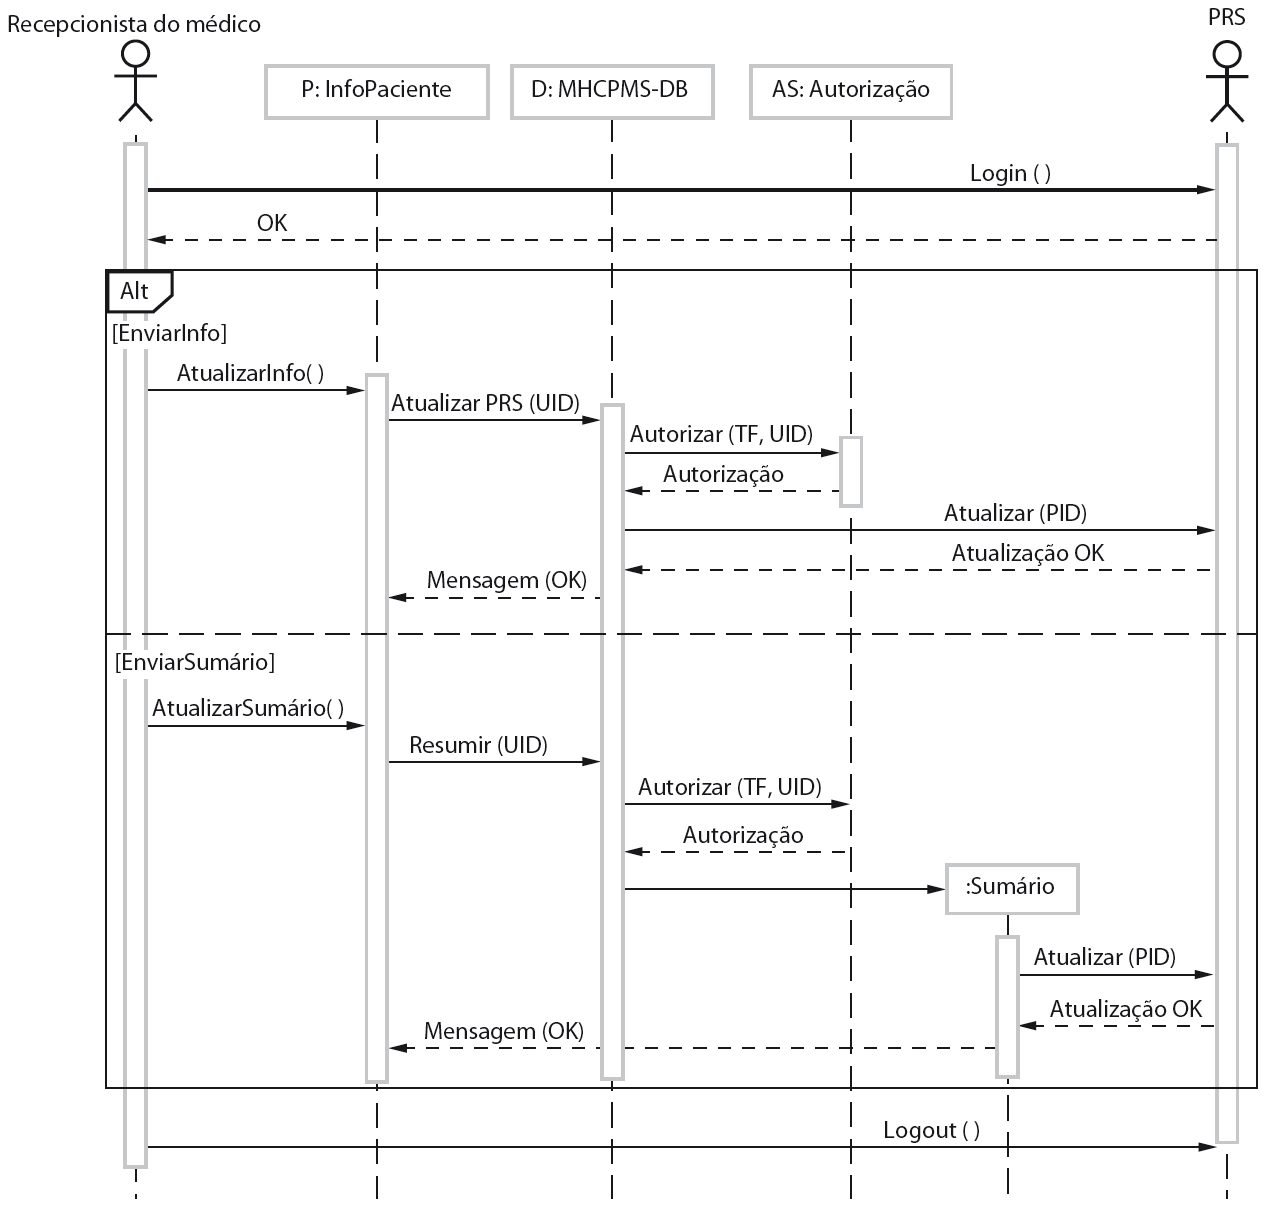 Recepcionista do médico
PRS
P: InfoPaciente
D: MHCPMS-DB
AS: Autorização
Login ( )
OK
Alt
[EnviarInfo]
AtualizarInfo( )
Atualizar PRS (UID)
Autorizar (TF, UID)
Autorização
Atualizar (PID)
Atualização OK
Mensagem (OK)
[EnviarSumário]
AtualizarSumário( )
Resumir (UID)
Autorizar (TF, UID)
Autorização
:Sumário
Atualizar (PID)
Atualização OK
Mensagem (OK)
Logout ( )